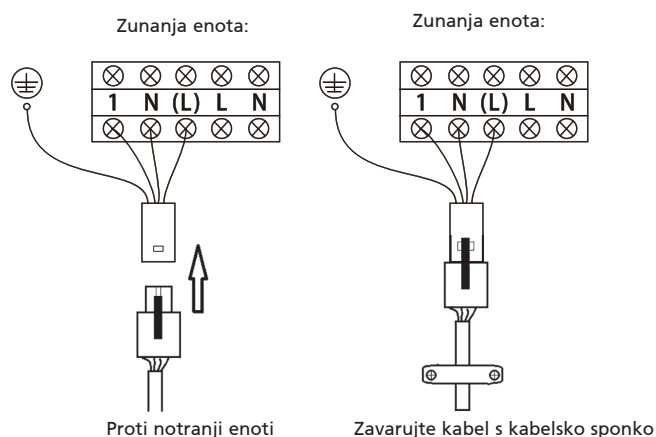 Zunanja enota:
1 N (L) L N
Proti notranji enoti
Zunanja enota:
1 N (L) L N
Zavarujte kabel s kabelsko sponko